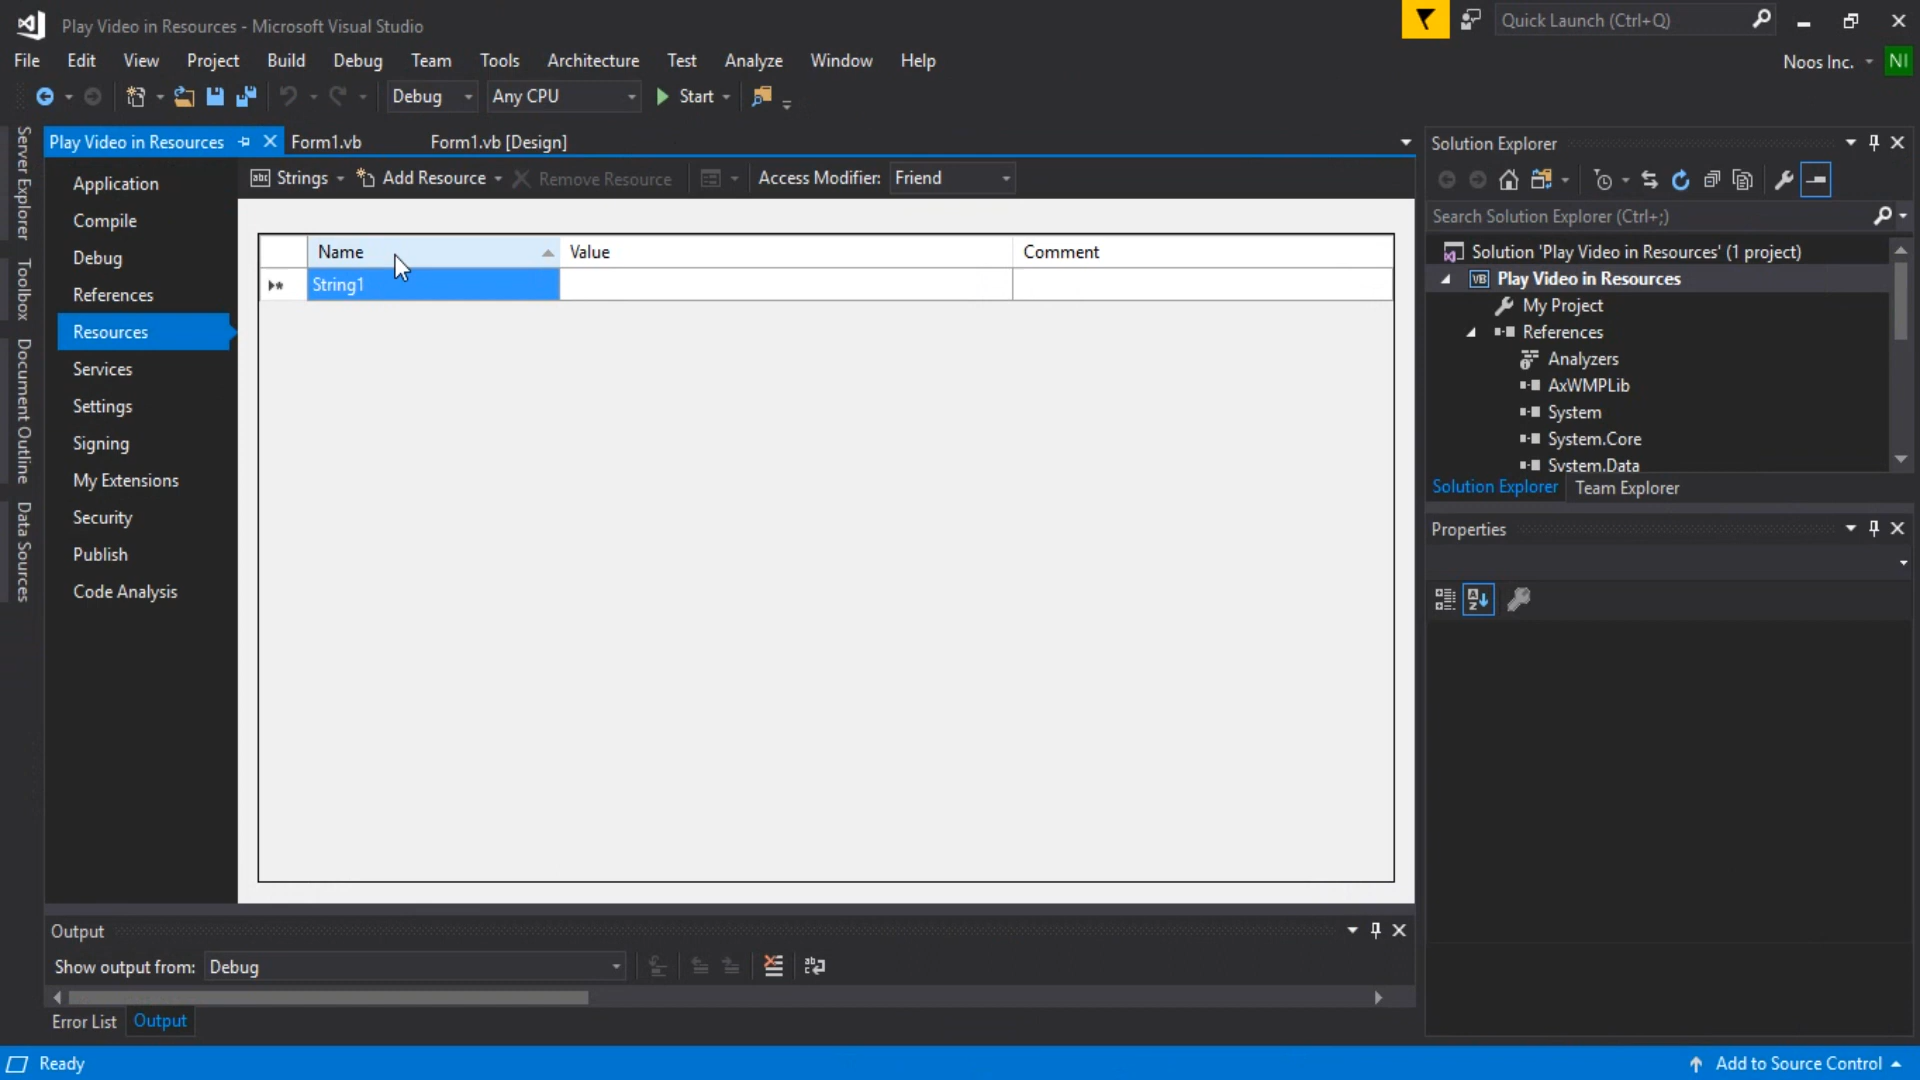 Play Video in Resources - Microsoft Visual Studio
Quick Launch (Ctrl+Q)
File Edit View Project Build Debug Team Tools Architecture Test Analyze Window Help
Noos Inc. NI
Debug Any CPU Start
Server Explorer
Toolbox
Document Outline
Data Sources
Play Video in Resources Form1.vb Form1.vb [Design]
Application
Compile
Debug
References
Resources
Services
Settings
Signing
My Extensions
Security
Publish
Code Analysis
abc Strings Add Resource Remove Resource Access Modifier: Friend
Name Value Comment
String1
Solution Explorer
Search Solution Explorer (Ctrl+;)
Solution 'Play Video in Resources' (1 project)
VB Play Video in Resources
My Project
References
Analyzers
AxWMPLib
System
System.Core
System.Data
Solution Explorer Team Explorer
Properties
Output
Show output from: Debug
Error List Output
Ready
Add to Source Control